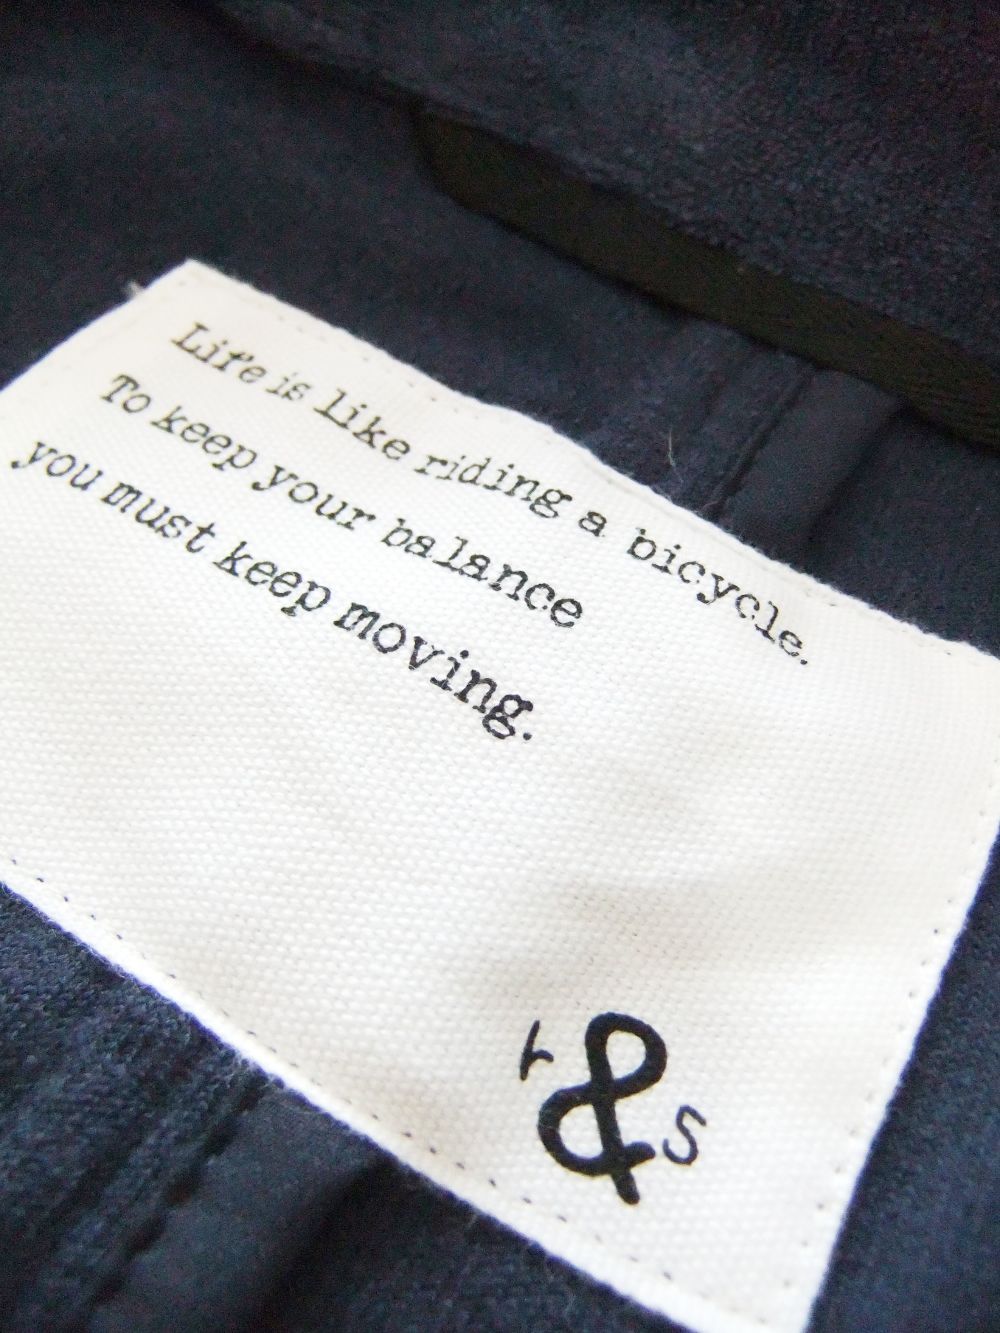 Life is like riding a bicycle.
To keep your balance
you must keep moving.
r&s